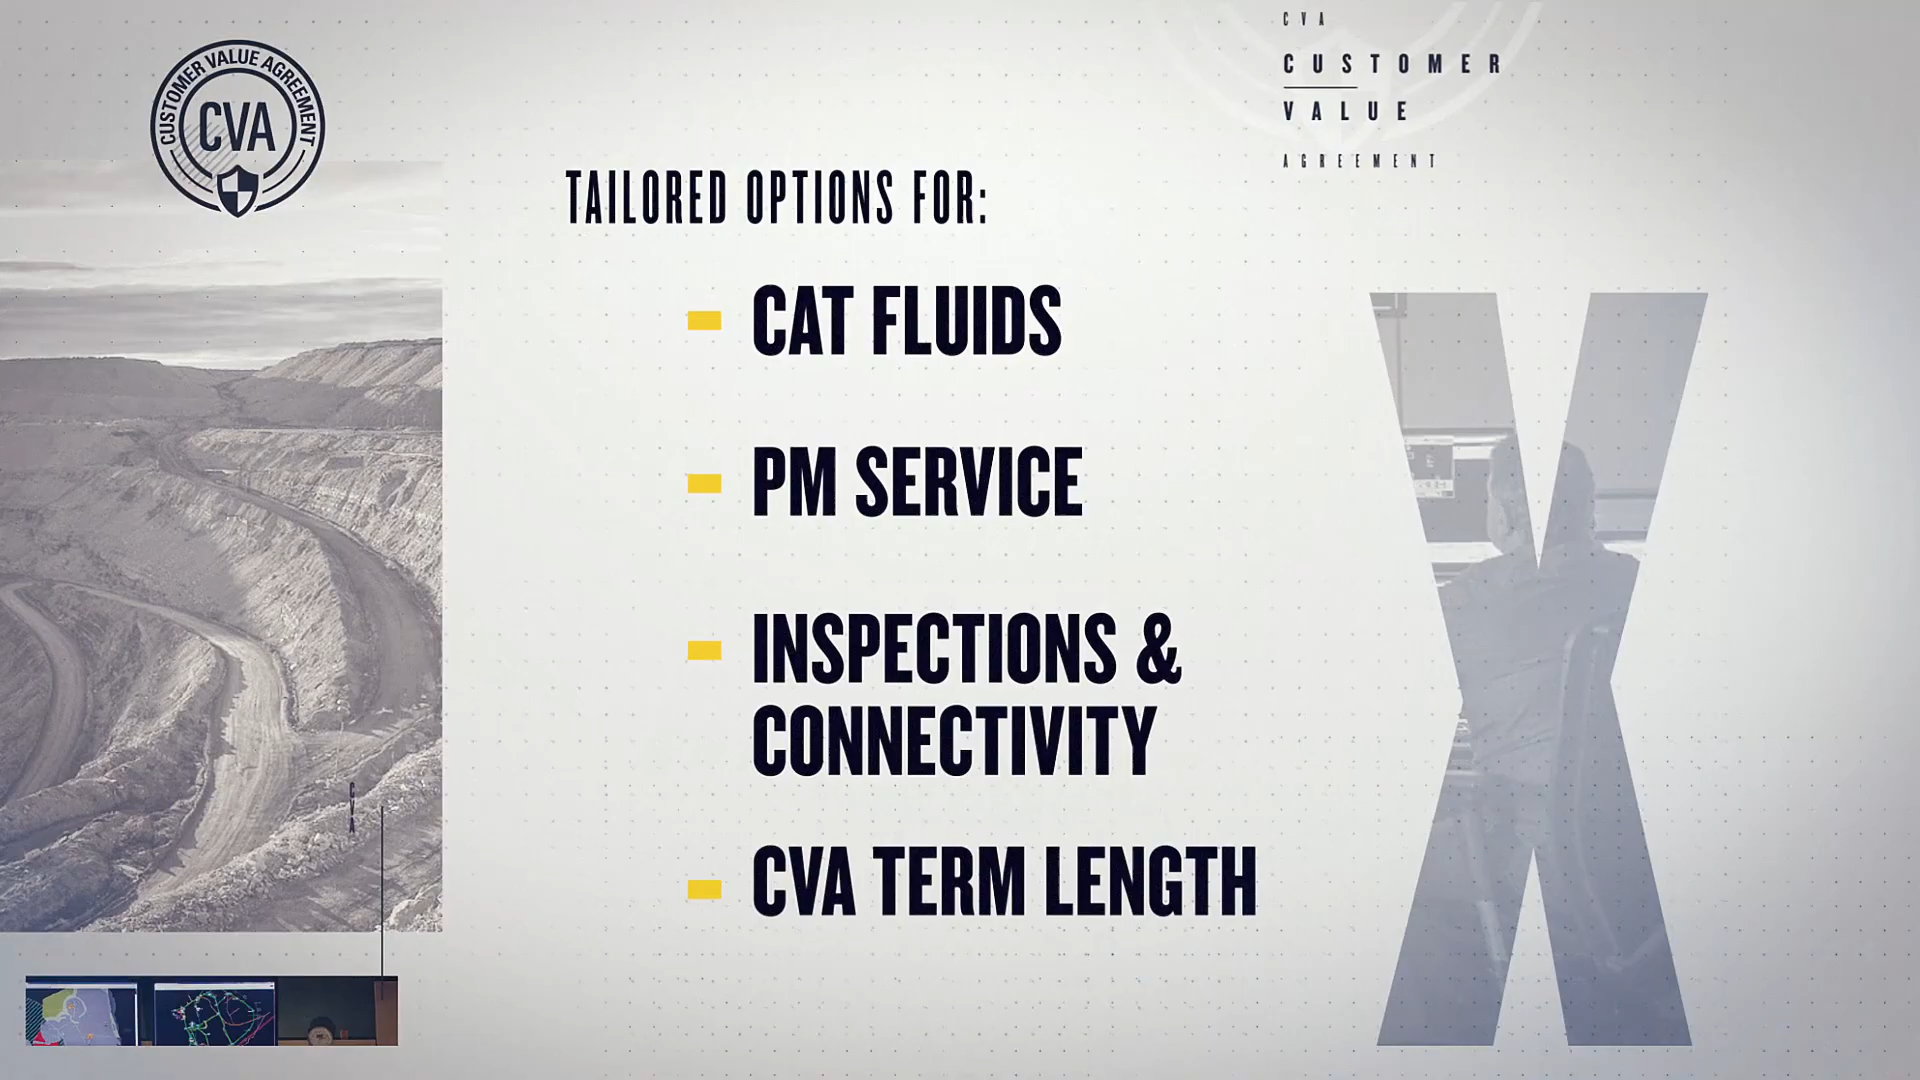 CUSTOMER VALUE AGREEMENT
CVA
CVA
CUSTOMER
VALUE
AGREEMENT
TAILORED OPTIONS FOR:
CAT FLUIDS
PM SERVICE
INSPECTIONS &
CONNECTIVITY
CVA TERM LENGTH
CVA
X